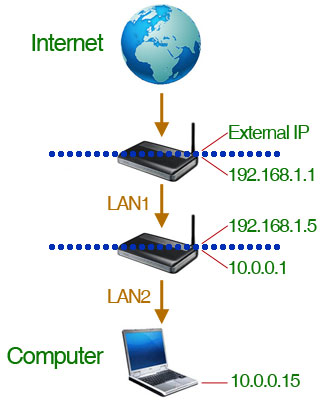 Internet
External IP
192.168.1.1
LAN1
192.168.1.5
10.0.0.1
LAN2
Computer
10.0.0.15